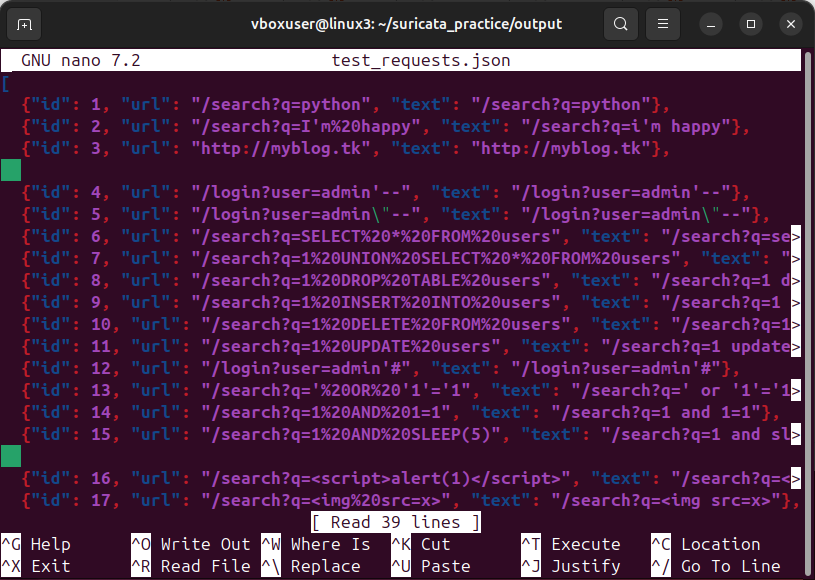 vboxuser@linux3: ~/suricata_practice/output
GNU nano 7.2 test_requests.json
[
{"id": 1, "url": "/search?q=python", "text": "/search?q=python"},
{"id": 2, "url": "/search?q=I'm%20happy", "text": "/search?q=i'm happy"},
{"id": 3, "url": "http://myblog.tk", "text": "http://myblog.tk"},
{"id": 4, "url": "/login?user=admin'--", "text": "/login?user=admin'--"},
{"id": 5, "url": "/login?user=admin\"--", "text": "/login?user=admin\"--"},
{"id": 6, "url": "/search?q=SELECT%20*%20FROM%20users", "text": "/search?q=se>
{"id": 7, "url": "/search?q=1%20UNION%20SELECT%20*%20FROM%20users", "text": ">
{"id": 8, "url": "/search?q=1%20DROP%20TABLE%20users", "text": "/search?q=1 d>
{"id": 9, "url": "/search?q=1%20INSERT%20INTO%20users", "text": "/search?q=1 >
{"id": 10, "url": "/search?q=1%20DELETE%20FROM%20users", "text": "/search?q=1>
{"id": 11, "url": "/search?q=1%20UPDATE%20users", "text": "/search?q=1 update>
{"id": 12, "url": "/login?user=admin'#", "text": "/login?user=admin'#"},
{"id": 13, "url": "/search?q='%20OR%20'1'='1", "text": "/search?q=' or '1'='1>
{"id": 14, "url": "/search?q=1%20AND%201=1", "text": "/search?q=1 and 1=1"},
{"id": 15, "url": "/search?q=1%20AND%20SLEEP(5)", "text": "/search?q=1 and sl>
{"id": 16, "url": "/search?q=<script>alert(1)</script>", "text": "/search?q=<>
{"id": 17, "url": "/search?q=<img%20src=x>", "text": "/search?q=<img src=x>"},
[ Read 39 lines ]
^G Help ^O Write Out ^W Where Is ^K Cut ^T Execute ^C Location
^X Exit ^R Read File ^\ Replace ^U Paste ^J Justify ^/ Go To Line